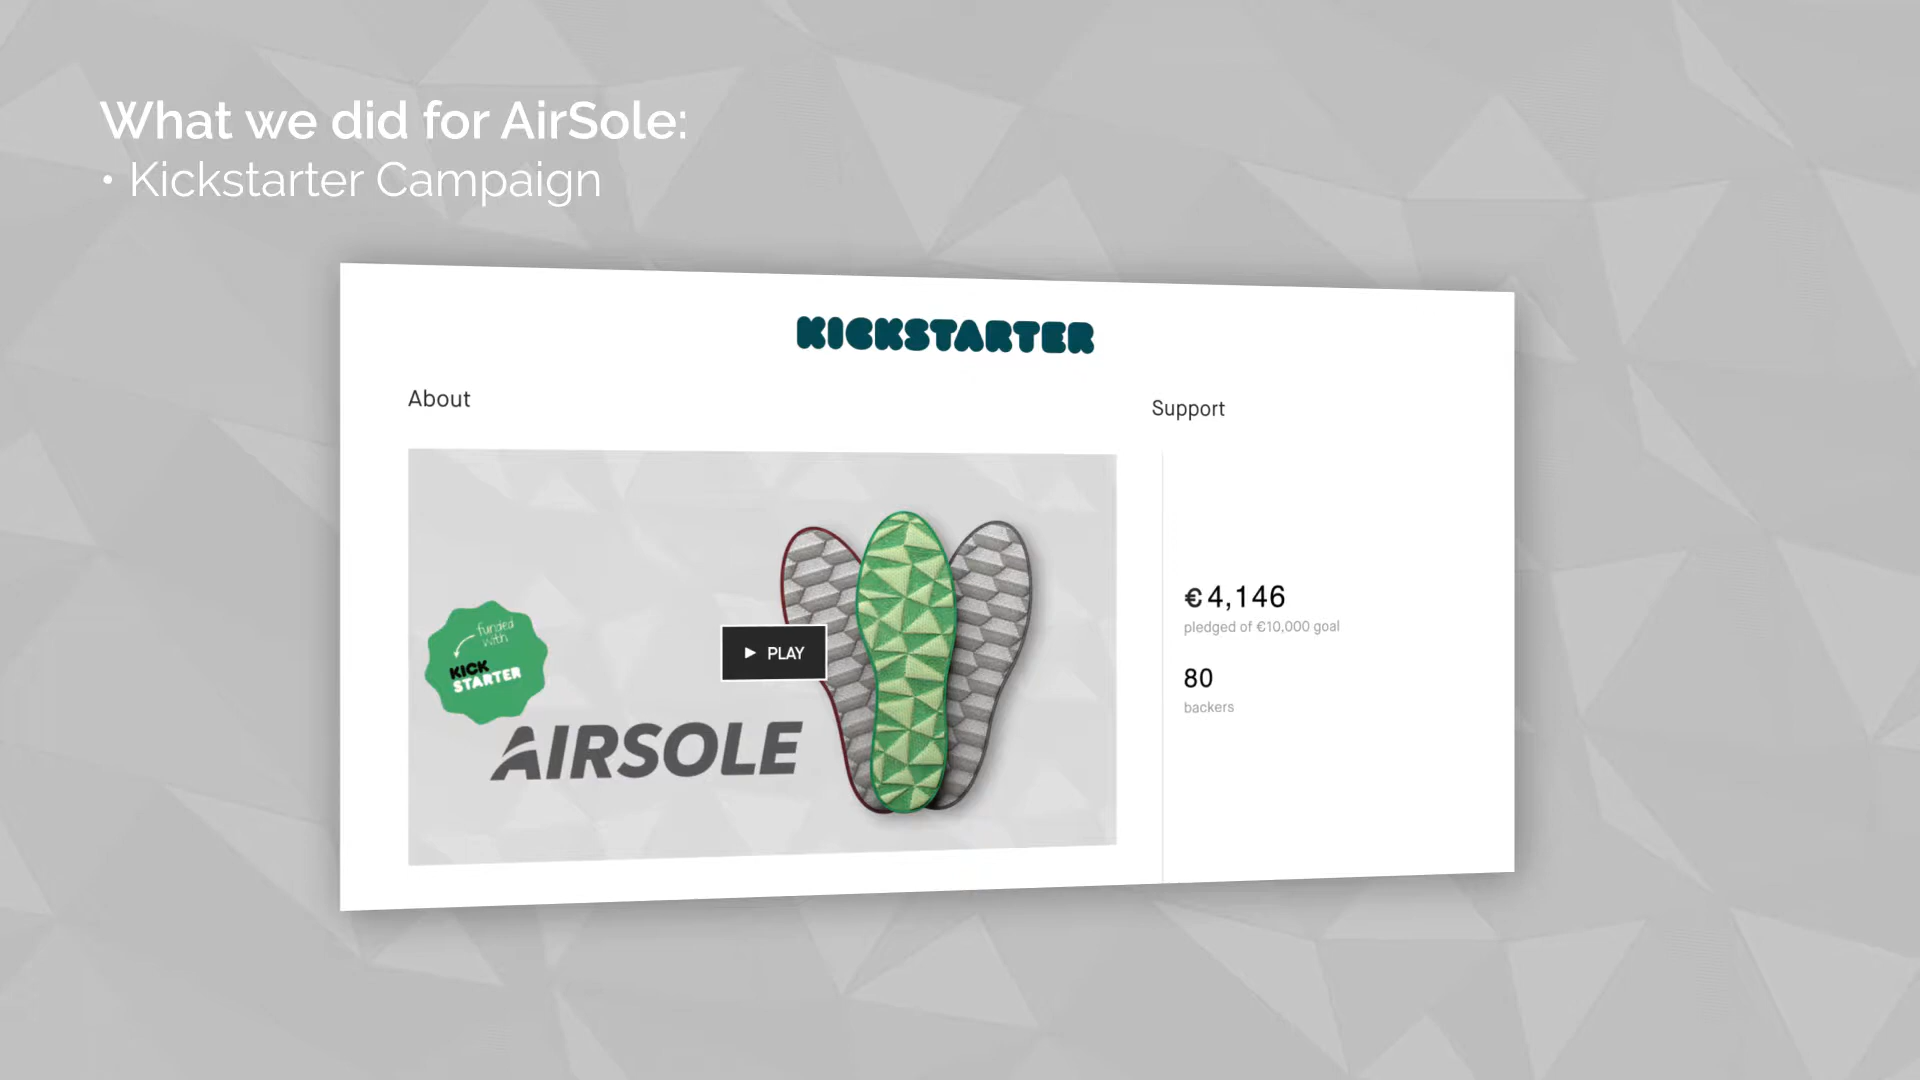 What we did for AirSole:
• Kickstarter Campaign
KICKSTARTER
About
Support
funded
with
KICK
STARTER
PLAY
AIRSOLE
€4,146
pledged of €10,000 goal
80
backers